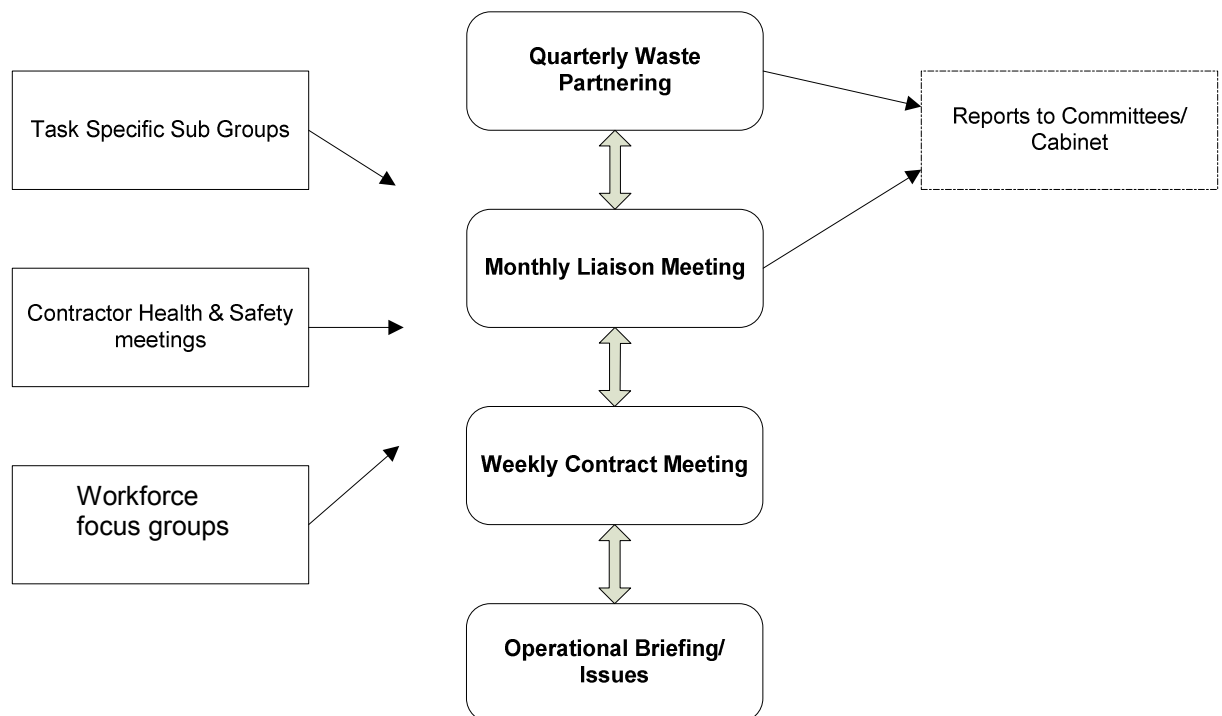 Quarterly Waste
Partnering
Task Specific Sub Groups
Reports to Committees/
Cabinet
Monthly Liaison Meeting
Contractor Health & Safety
meetings
Weekly Contract Meeting
Workforce
focus groups
Operational Briefing/
Issues